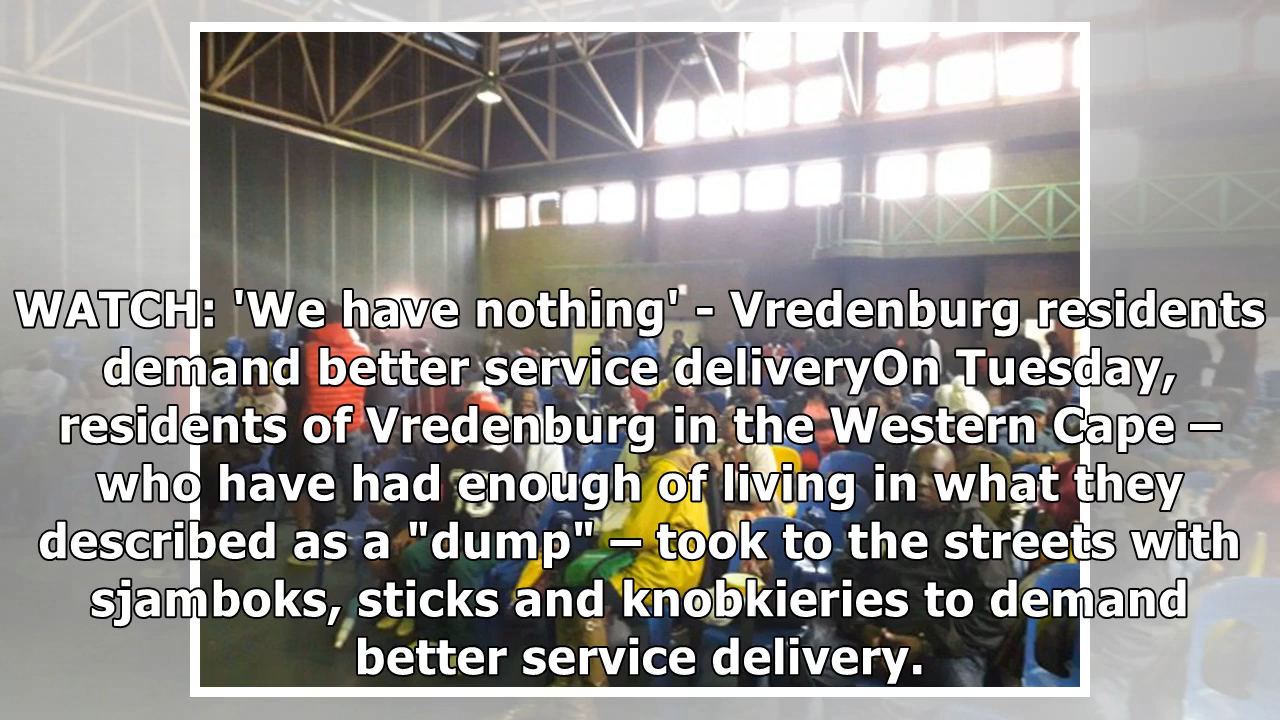 WATCH: 'We have nothing' - Vredenburg residents
demand better service deliveryOn Tuesday,
residents of Vredenburg in the Western Cape –
who have had enough of living in what they
described as a "dump" – took to the streets with
sjamboks, sticks and knobkieries to demand
better service delivery.